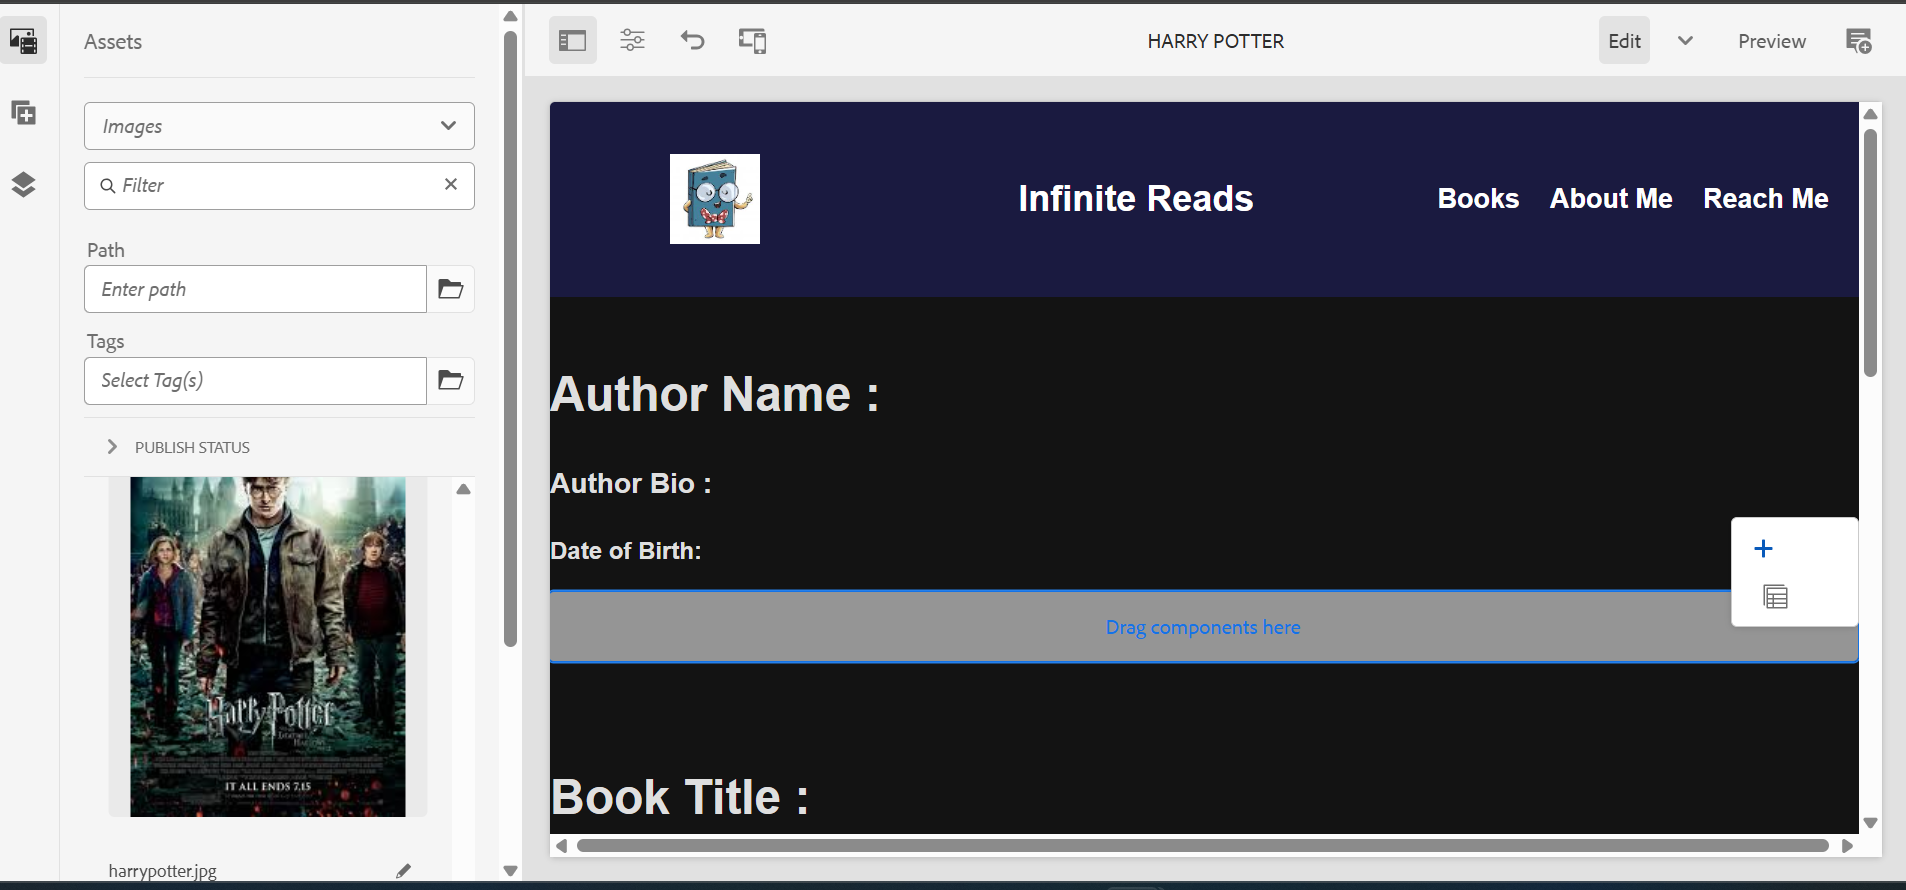 Assets
Images
Filter
Path
Enter path
Tags
Select Tag(s)
PUBLISH STATUS
Harry Potter
IT ALL ENDS 7.15
harrypotter.jpg
HARRY POTTER
Edit
Preview
Infinite Reads
Books
About Me
Reach Me
Author Name :
Author Bio :
Date of Birth:
Drag components here
Book Title :